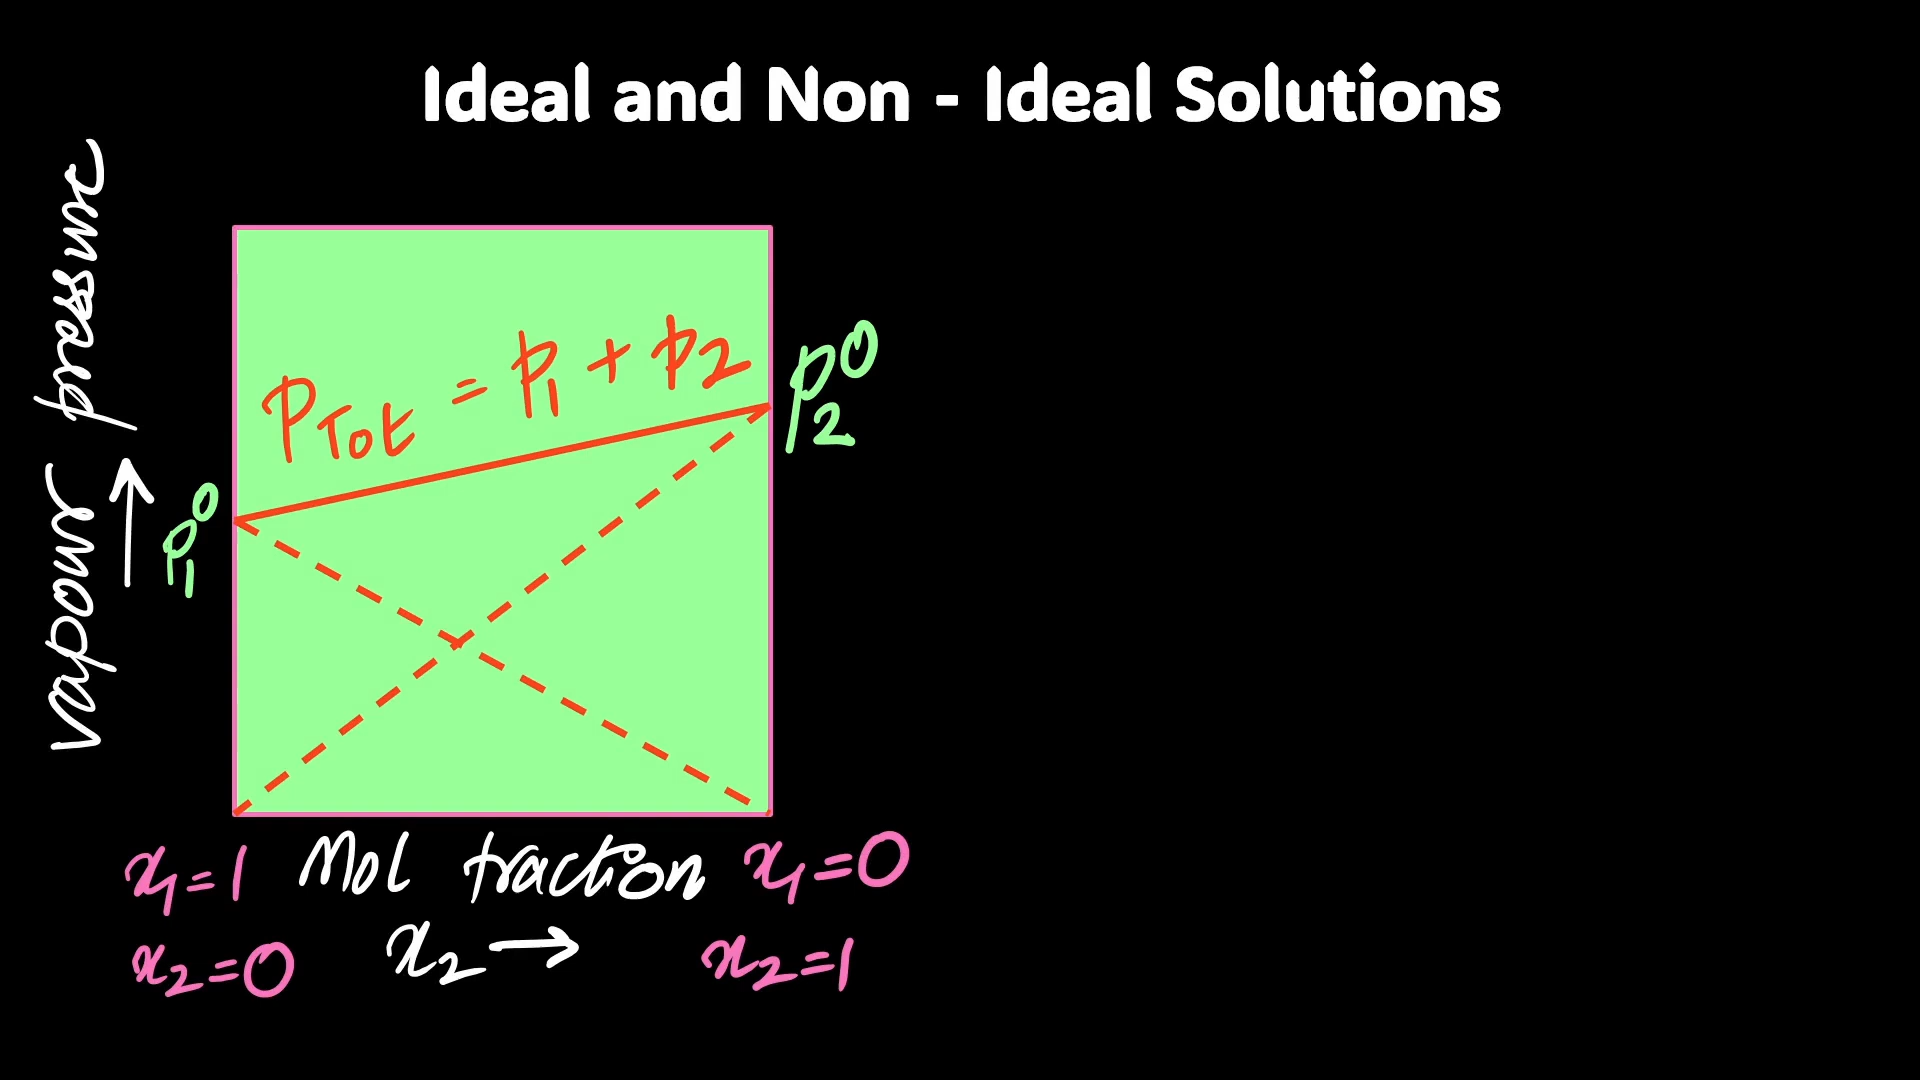 Ideal and Non - Ideal Solutions
vapour pressure →
P_Tot = p₁ + p₂
p₂⁰
p₁⁰
x₁=1 Mol fraction x₁=0
x₂=0 x₂→ x₂=1